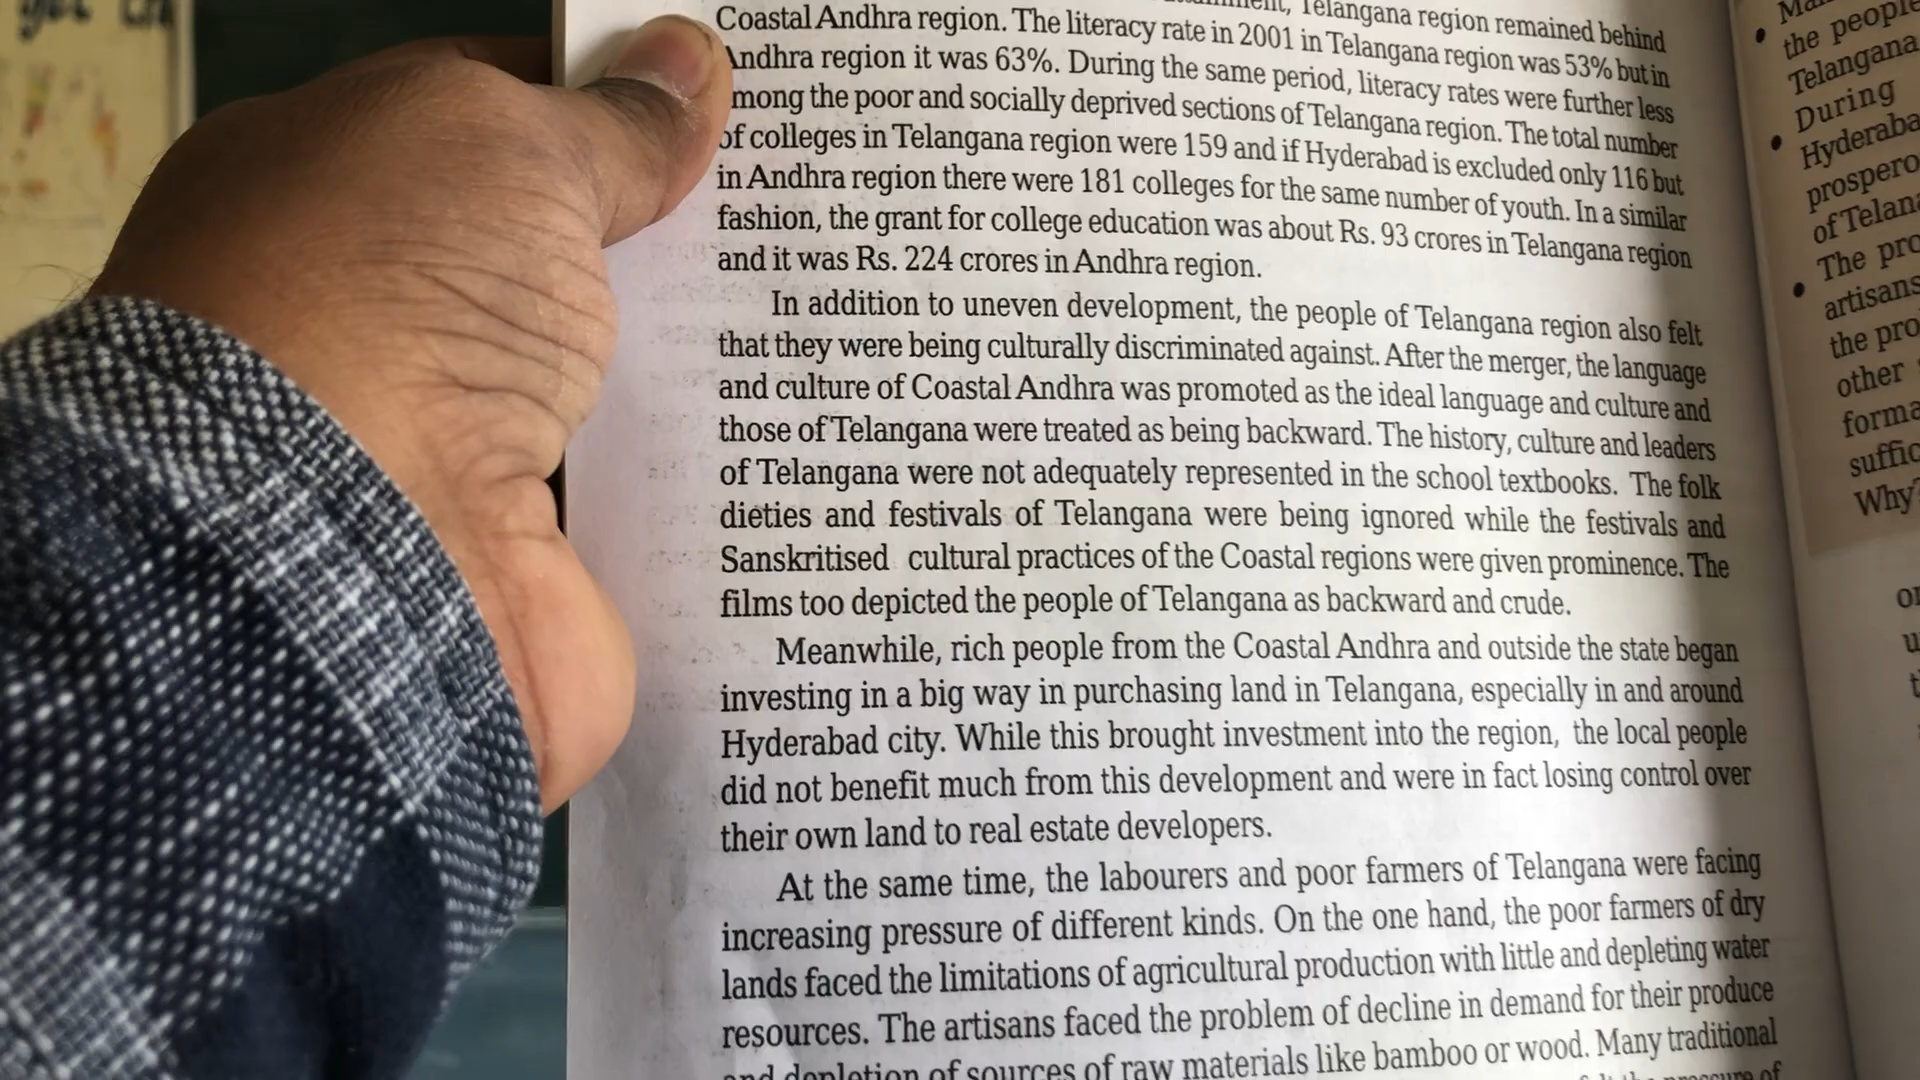 Telangana region remained behind
Coastal Andhra region. The literacy rate in 2001 in Telangana region was 53% but in
Andhra region it was 63%. During the same period, literacy rates were further less
among the poor and socially deprived sections of Telangana region. The total number
of colleges in Telangana region were 159 and if Hyderabad is excluded only 116 but
in Andhra region there were 181 colleges for the same number of youth. In a similar
fashion, the grant for college education was about Rs. 93 crores in Telangana region
and it was Rs. 224 crores in Andhra region.
In addition to uneven development, the people of Telangana region also felt
that they were being culturally discriminated against. After the merger, the language
and culture of Coastal Andhra was promoted as the ideal language and culture and
those of Telangana were treated as being backward. The history, culture and leaders
of Telangana were not adequately represented in the school textbooks. The folk
dieties and festivals of Telangana were being ignored while the festivals and
Sanskritised cultural practices of the Coastal regions were given prominence. The
films too depicted the people of Telangana as backward and crude.
Meanwhile, rich people from the Coastal Andhra and outside the state began
investing in a big way in purchasing land in Telangana, especially in and around
Hyderabad city. While this brought investment into the region, the local people
did not benefit much from this development and were in fact losing control over
their own land to real estate developers.
At the same time, the labourers and poor farmers of Telangana were facing
increasing pressure of different kinds. On the one hand, the poor farmers of dry
lands faced the limitations of agricultural production with little and depleting water
resources. The artisans faced the problem of decline in demand for their produce
and depletion of sources of raw materials like bamboo or wood. Many traditional
the people
Telangana
• During
Hyderaba
prospero
of Telan
• The pro
artisans
the pro
other
forma
suffic
Why?